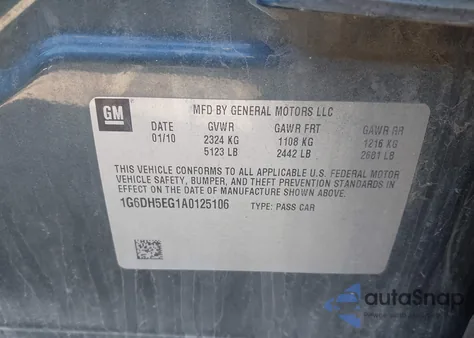 GM
MFD BY GENERAL MOTORS LLC
DATE GVWR GAWR FRT GAWR RR
01/10 2324 KG 1108 KG 1216 KG
5123 LB 2442 LB 2681 LB
THIS VEHICLE CONFORMS TO ALL APPLICABLE U.S. FEDERAL MOTOR
VEHICLE SAFETY, BUMPER, AND THEFT PREVENTION STANDARDS IN
EFFECT ON THE DATE OF MANUFACTURE SHOWN ABOVE.
1G6DH5EG1A0125106 TYPE: PASS CAR
autoSnap